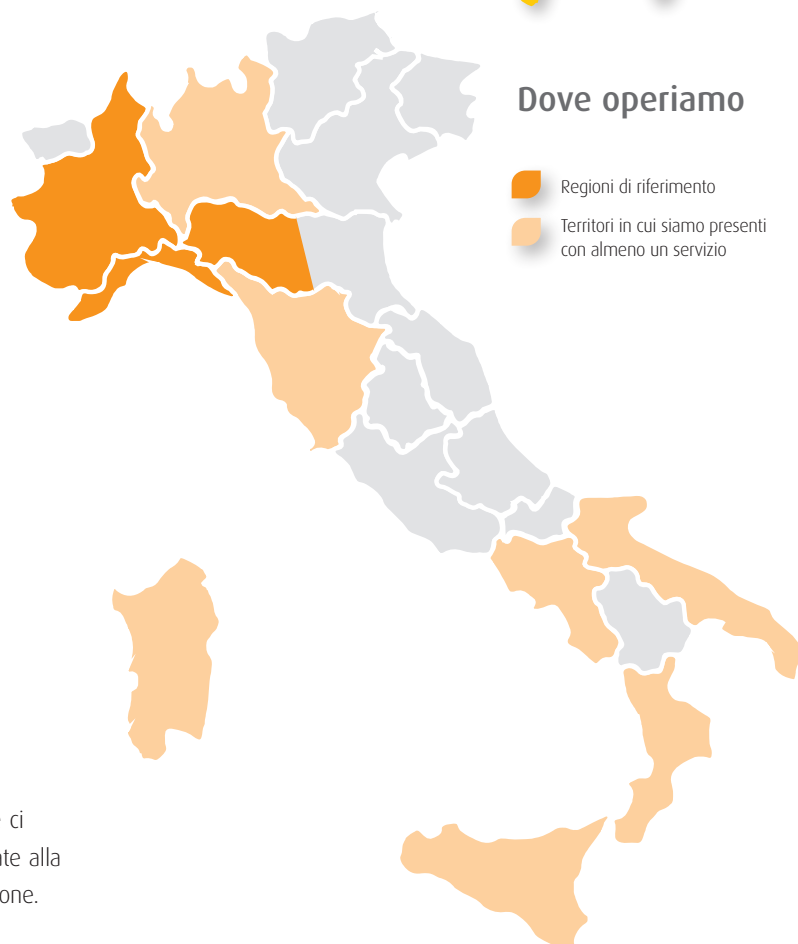 Dove operiamo
Regioni di riferimento
Territori in cui siamo presenti
con almeno un servizio
ci
alla